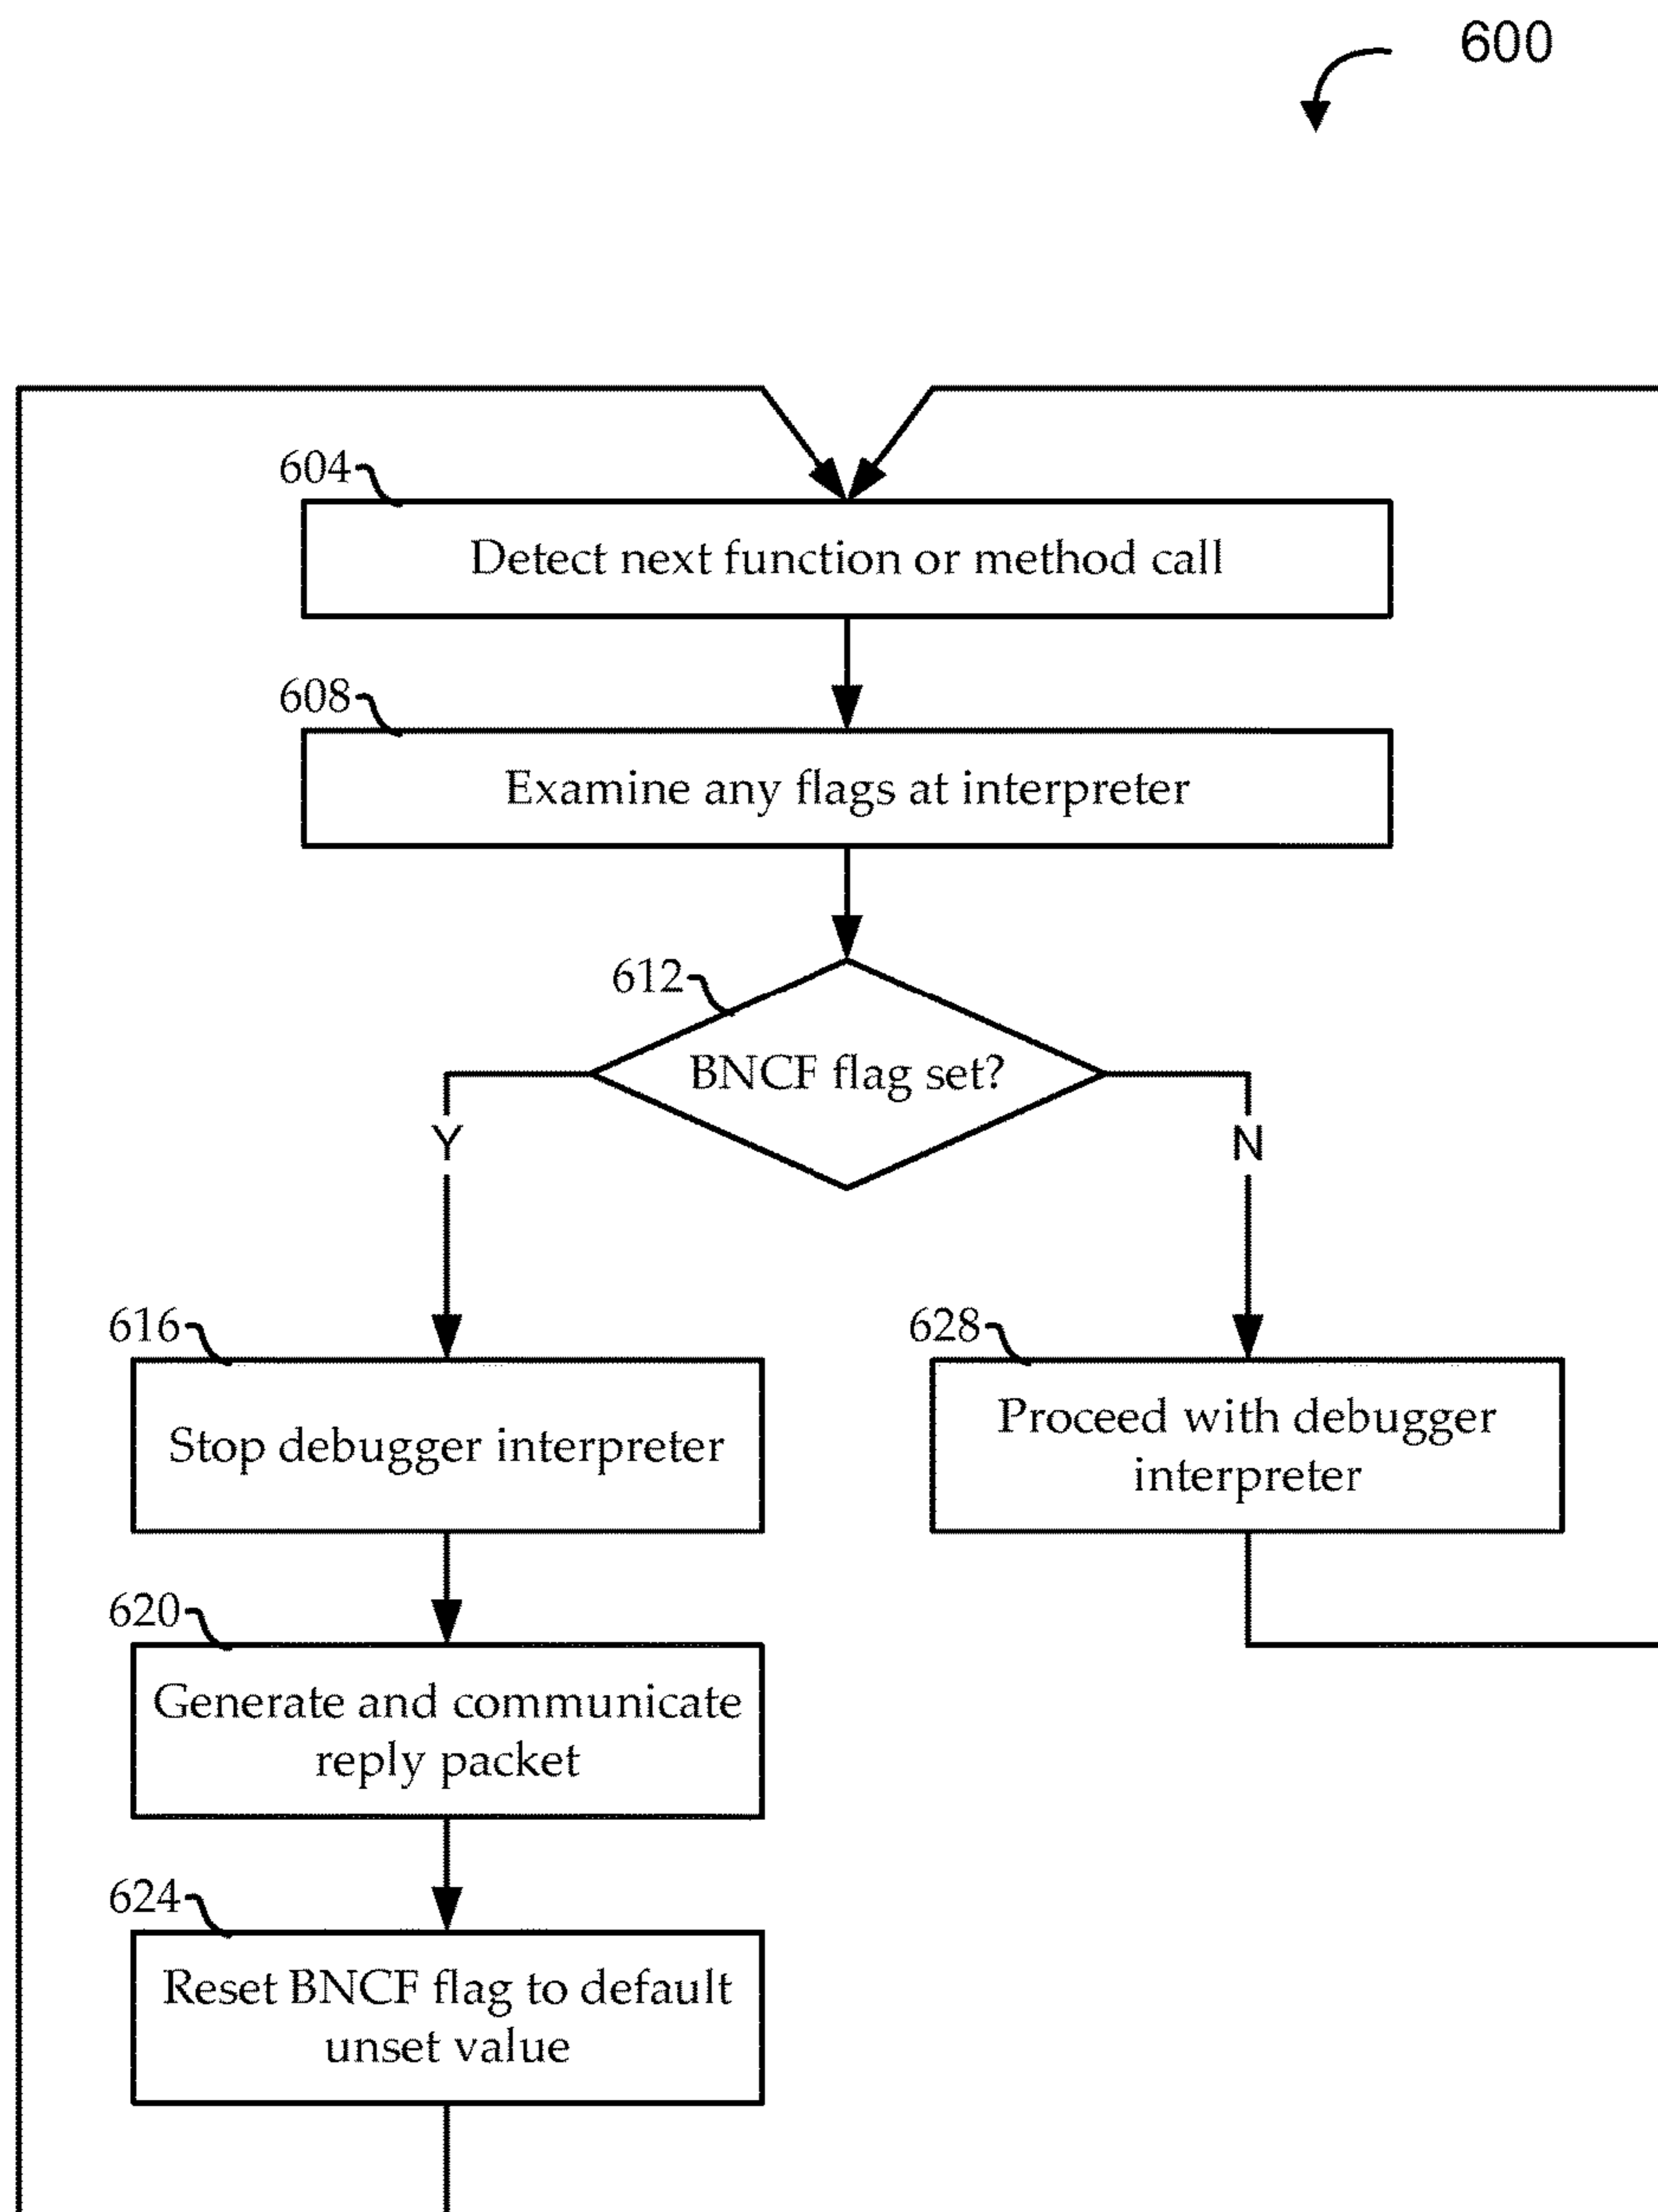 600
604
Detect next function or method call
608
Examine any flags at interpreter
612
BNCF flag set?
Y
N
616
Stop debugger interpreter
628
Proceed with debugger
interpreter
620
Generate and communicate
reply packet
624
Reset BNCF flag to default
unset value